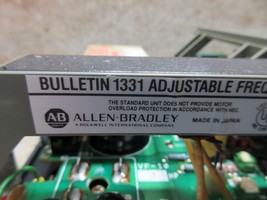 BULLETIN 1331 ADJUSTABLE FREQ
THE STANDARD UNIT DOES NOT PROVIDE MOTOR
OVERLOAD PROTECTION IN ACCORDANCE WITH NEC.
AB ALLEN-BRADLEY
A ROCKWELL INTERNATIONAL COMPANY
MADE IN JAPAN